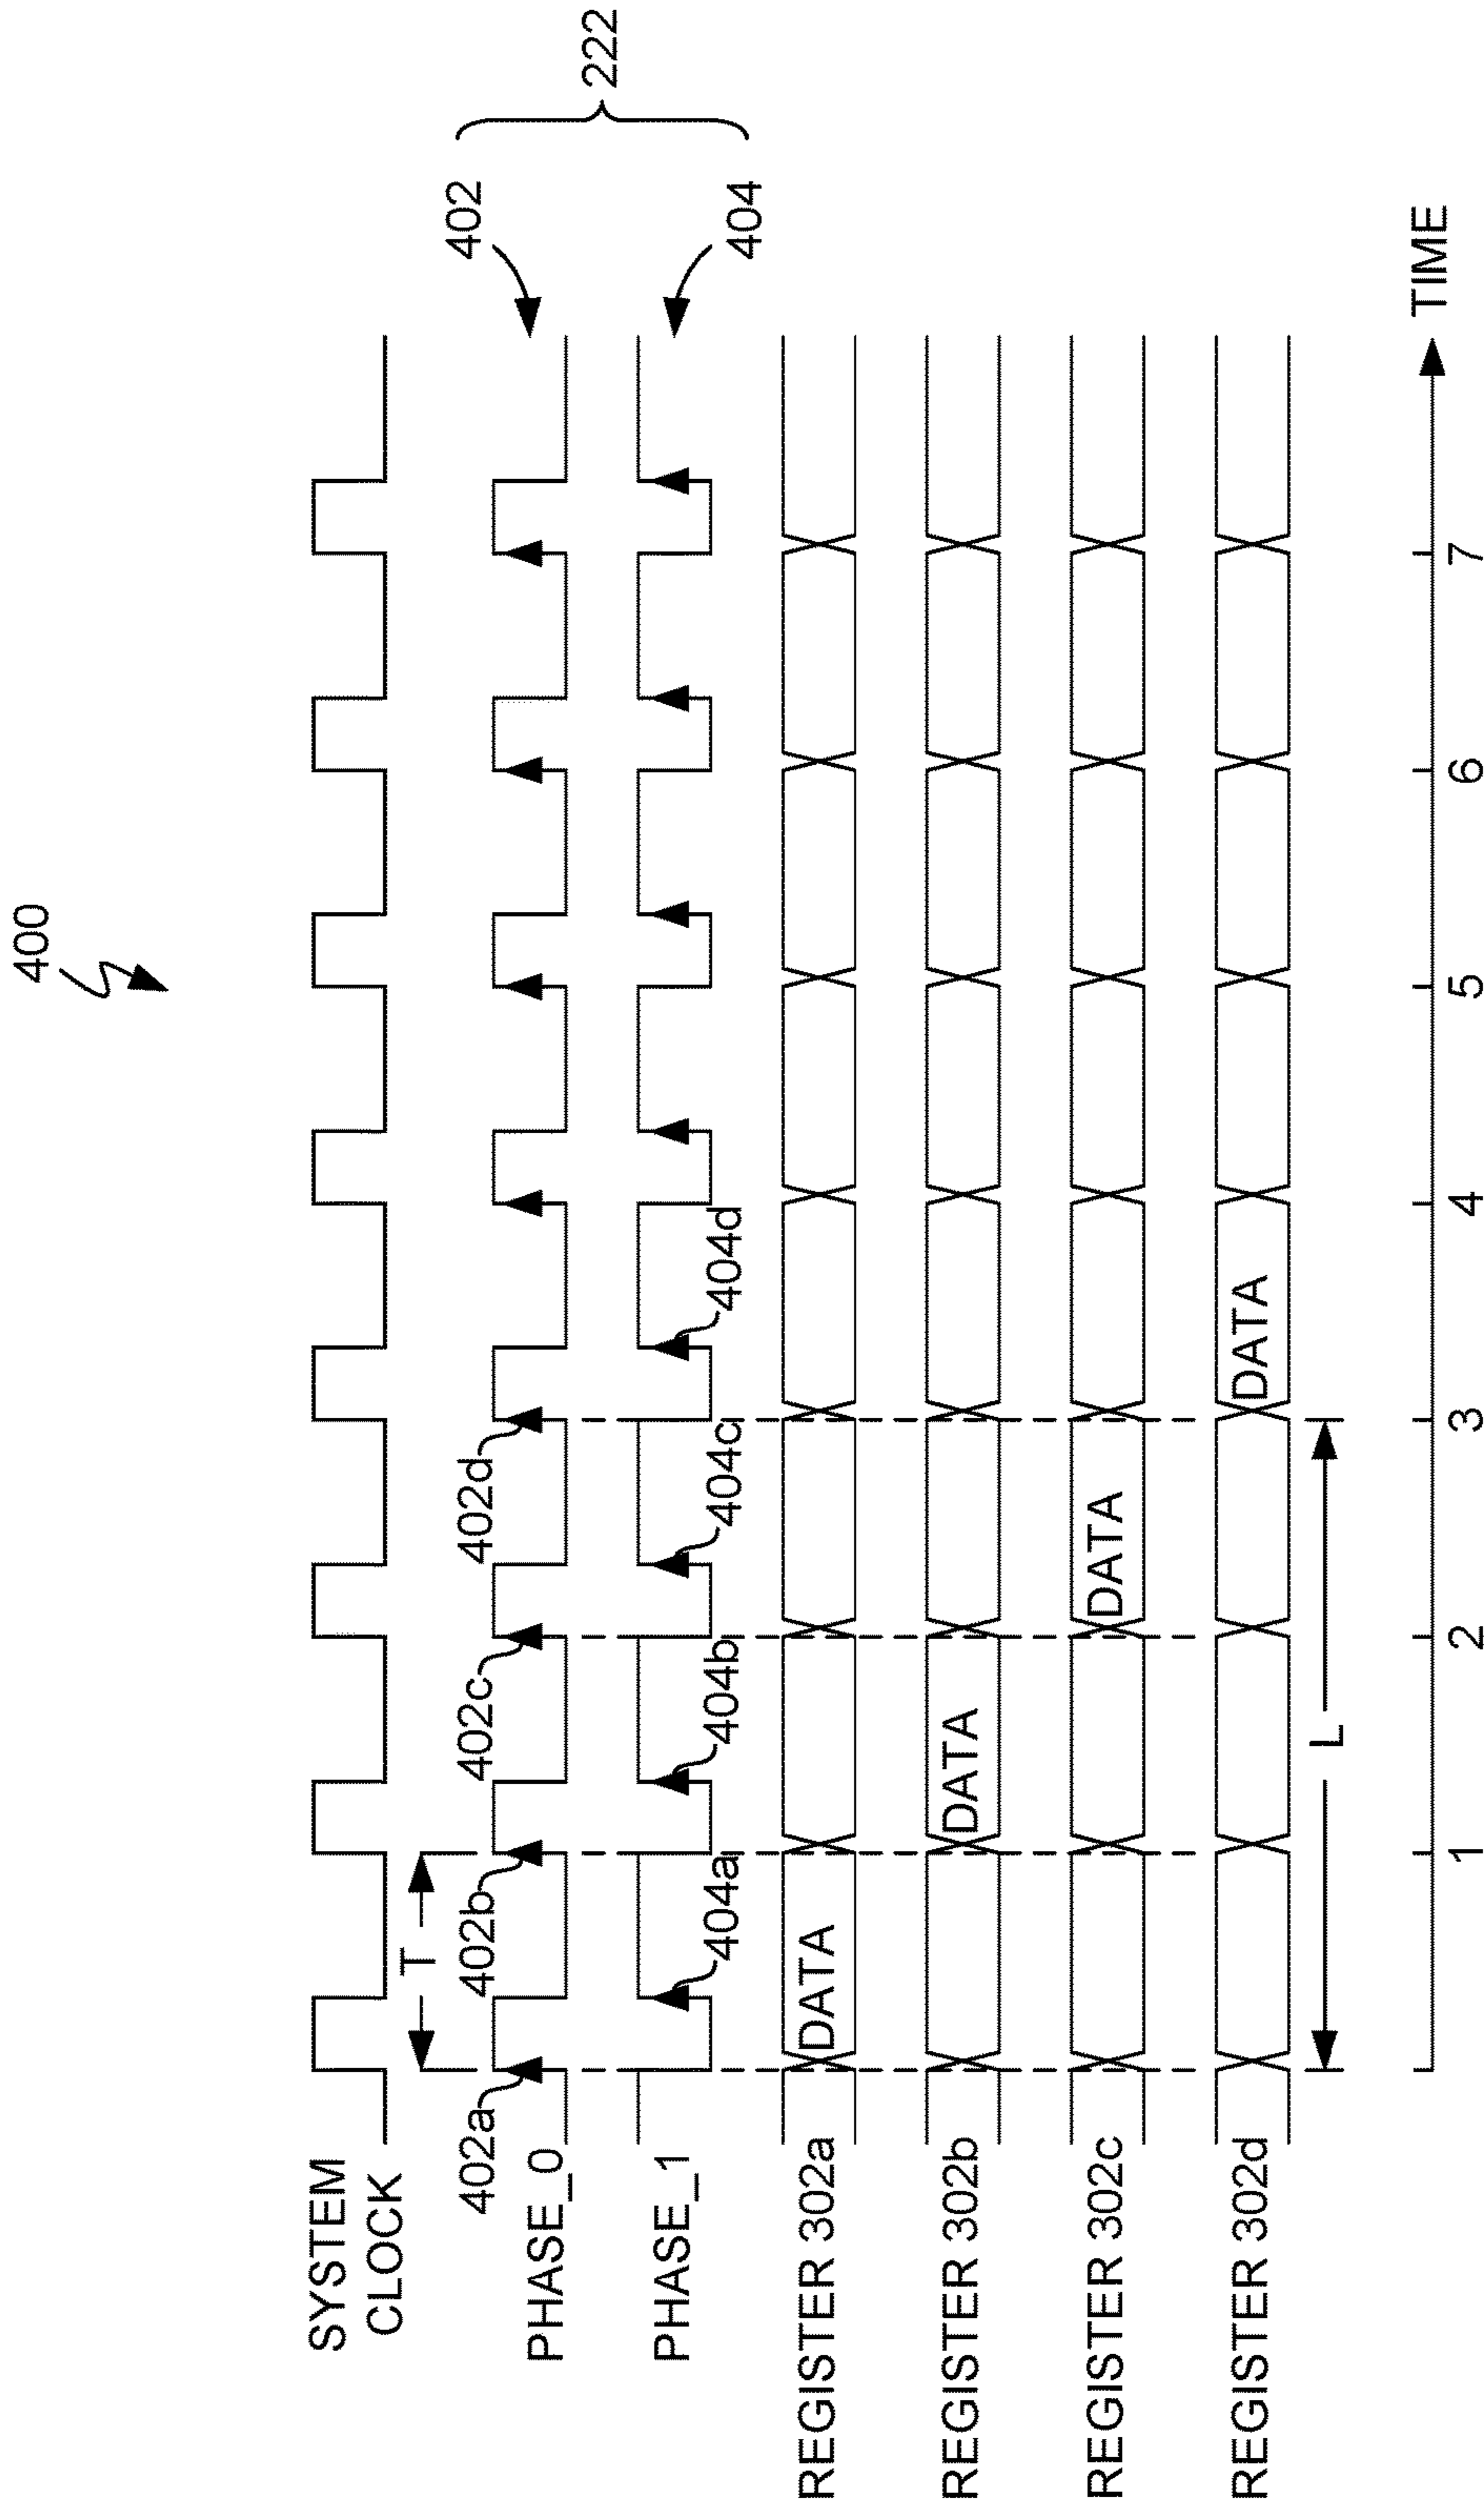 400
SYSTEM
CLOCK
T
402a
402b
402c
402d
402
PHASE_0
222
PHASE_1
404a
404b
404c
404d
404
REGISTER 302a
DATA
REGISTER 302b
DATA
REGISTER 302c
DATA
REGISTER 302d
DATA
L
TIME
1 2 3 4 5 6 7